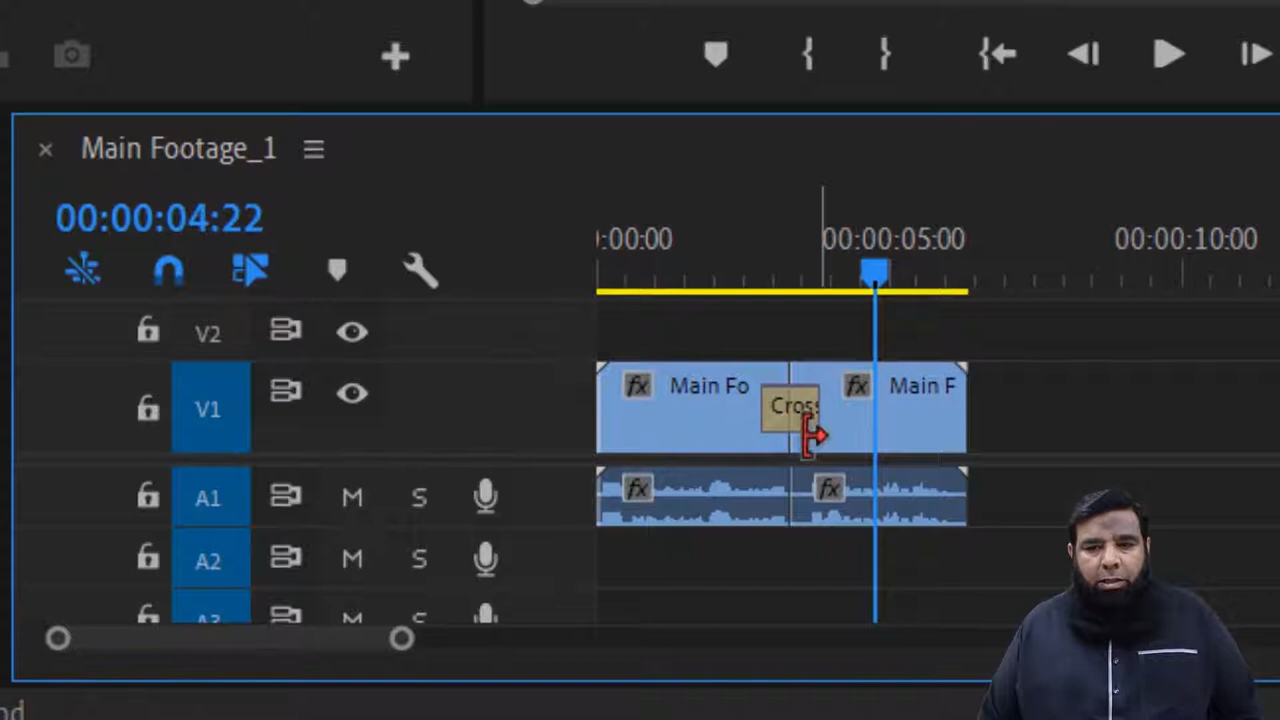 Main Footage_1
00:00:04:22
:00:00
00:00:05:00
00:00:10:00
V2
V1
fx Main Fo
Cross
fx Main F
A1 M S
fx
fx
A2 M S